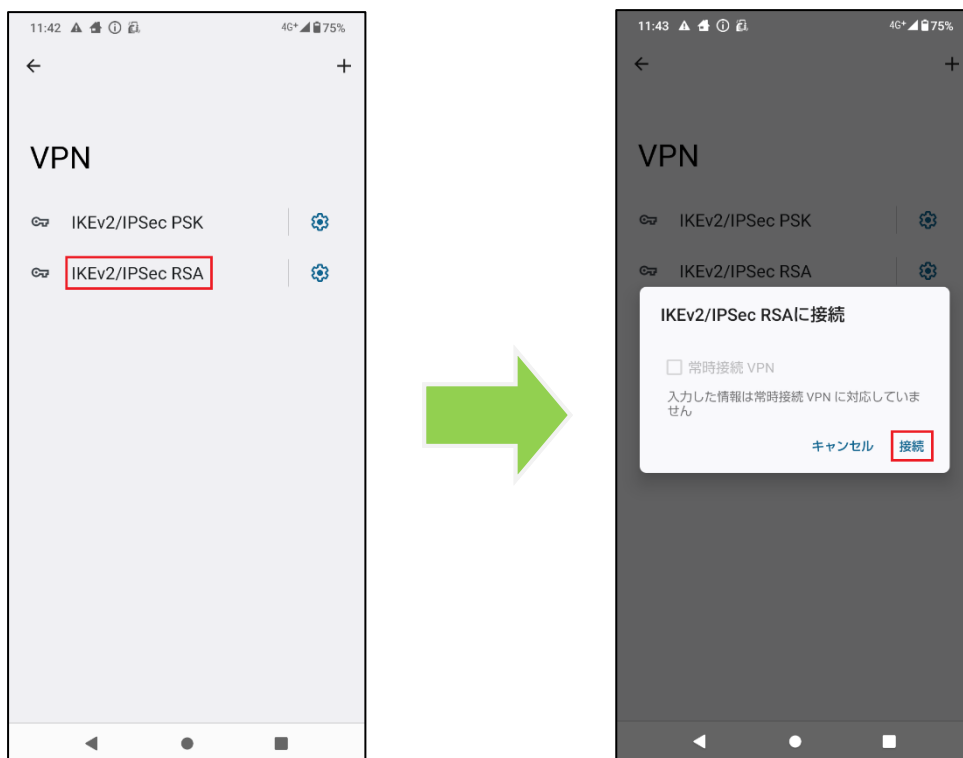 11:42
4G+ 75%
VPN
IKEv2/IPSec PSK
IKEv2/IPSec RSA
11:43
4G+ 75%
VPN
IKEv2/IPSec PSK
IKEv2/IPSec RSA
IKEv2/IPSec RSAに接続
常時接続 VPN
入力した情報は常時接続 VPN に対応していま
せん
キャンセル 接続